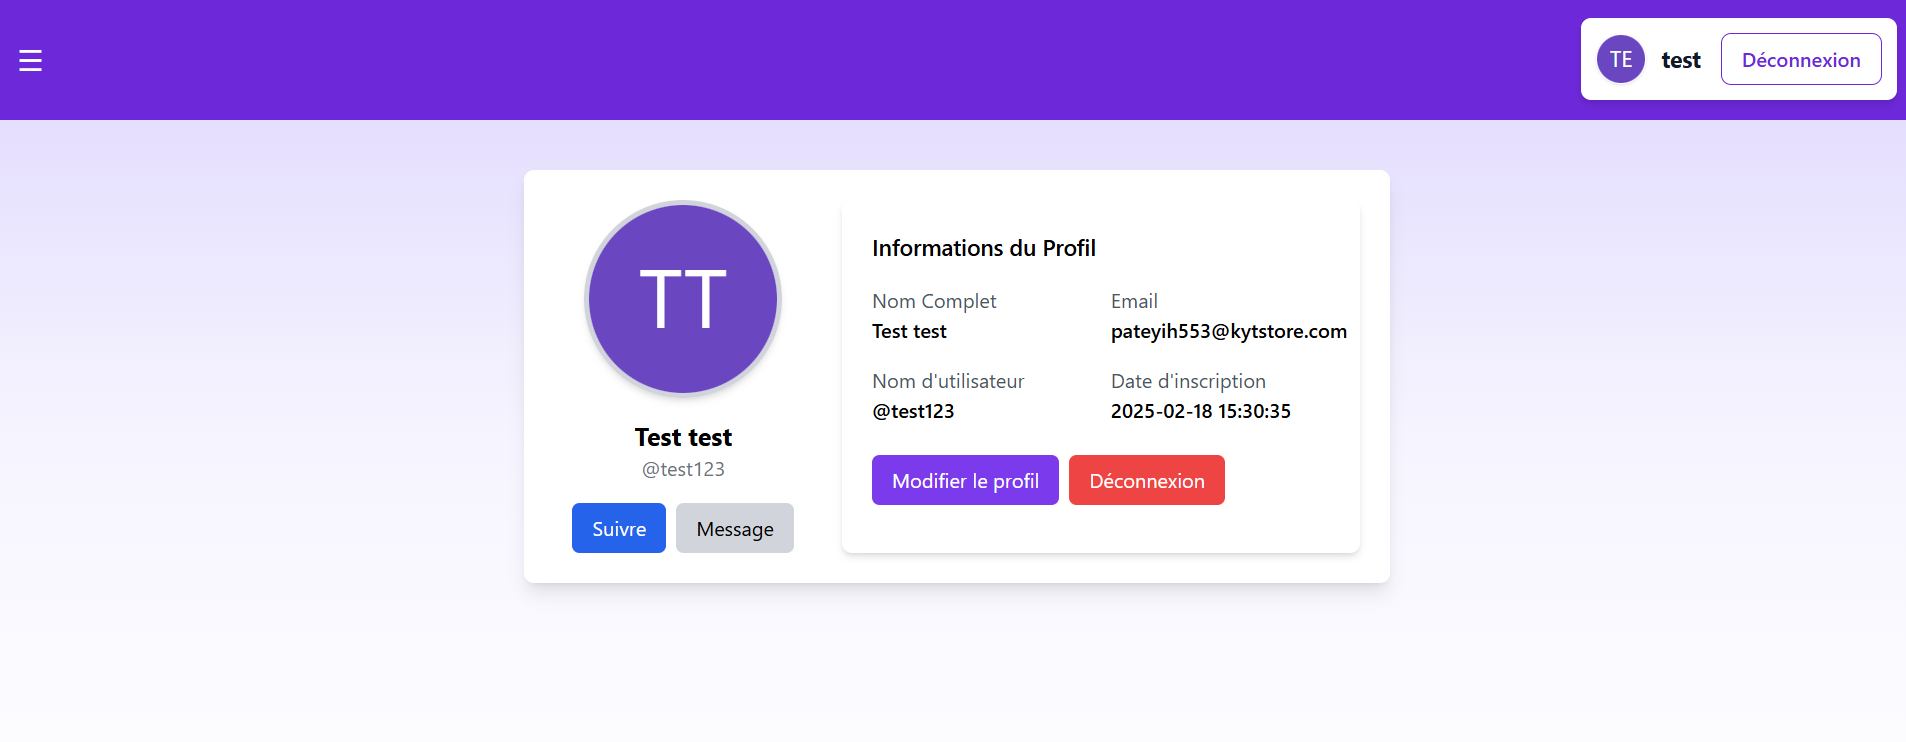 ☰
TE test Déconnexion
TT
Test test
@test123
Suivre Message
Informations du Profil
Nom Complet Email
Test test pateyih553@kytstore.com
Nom d'utilisateur Date d'inscription
@test123 2025-02-18 15:30:35
Modifier le profil Déconnexion